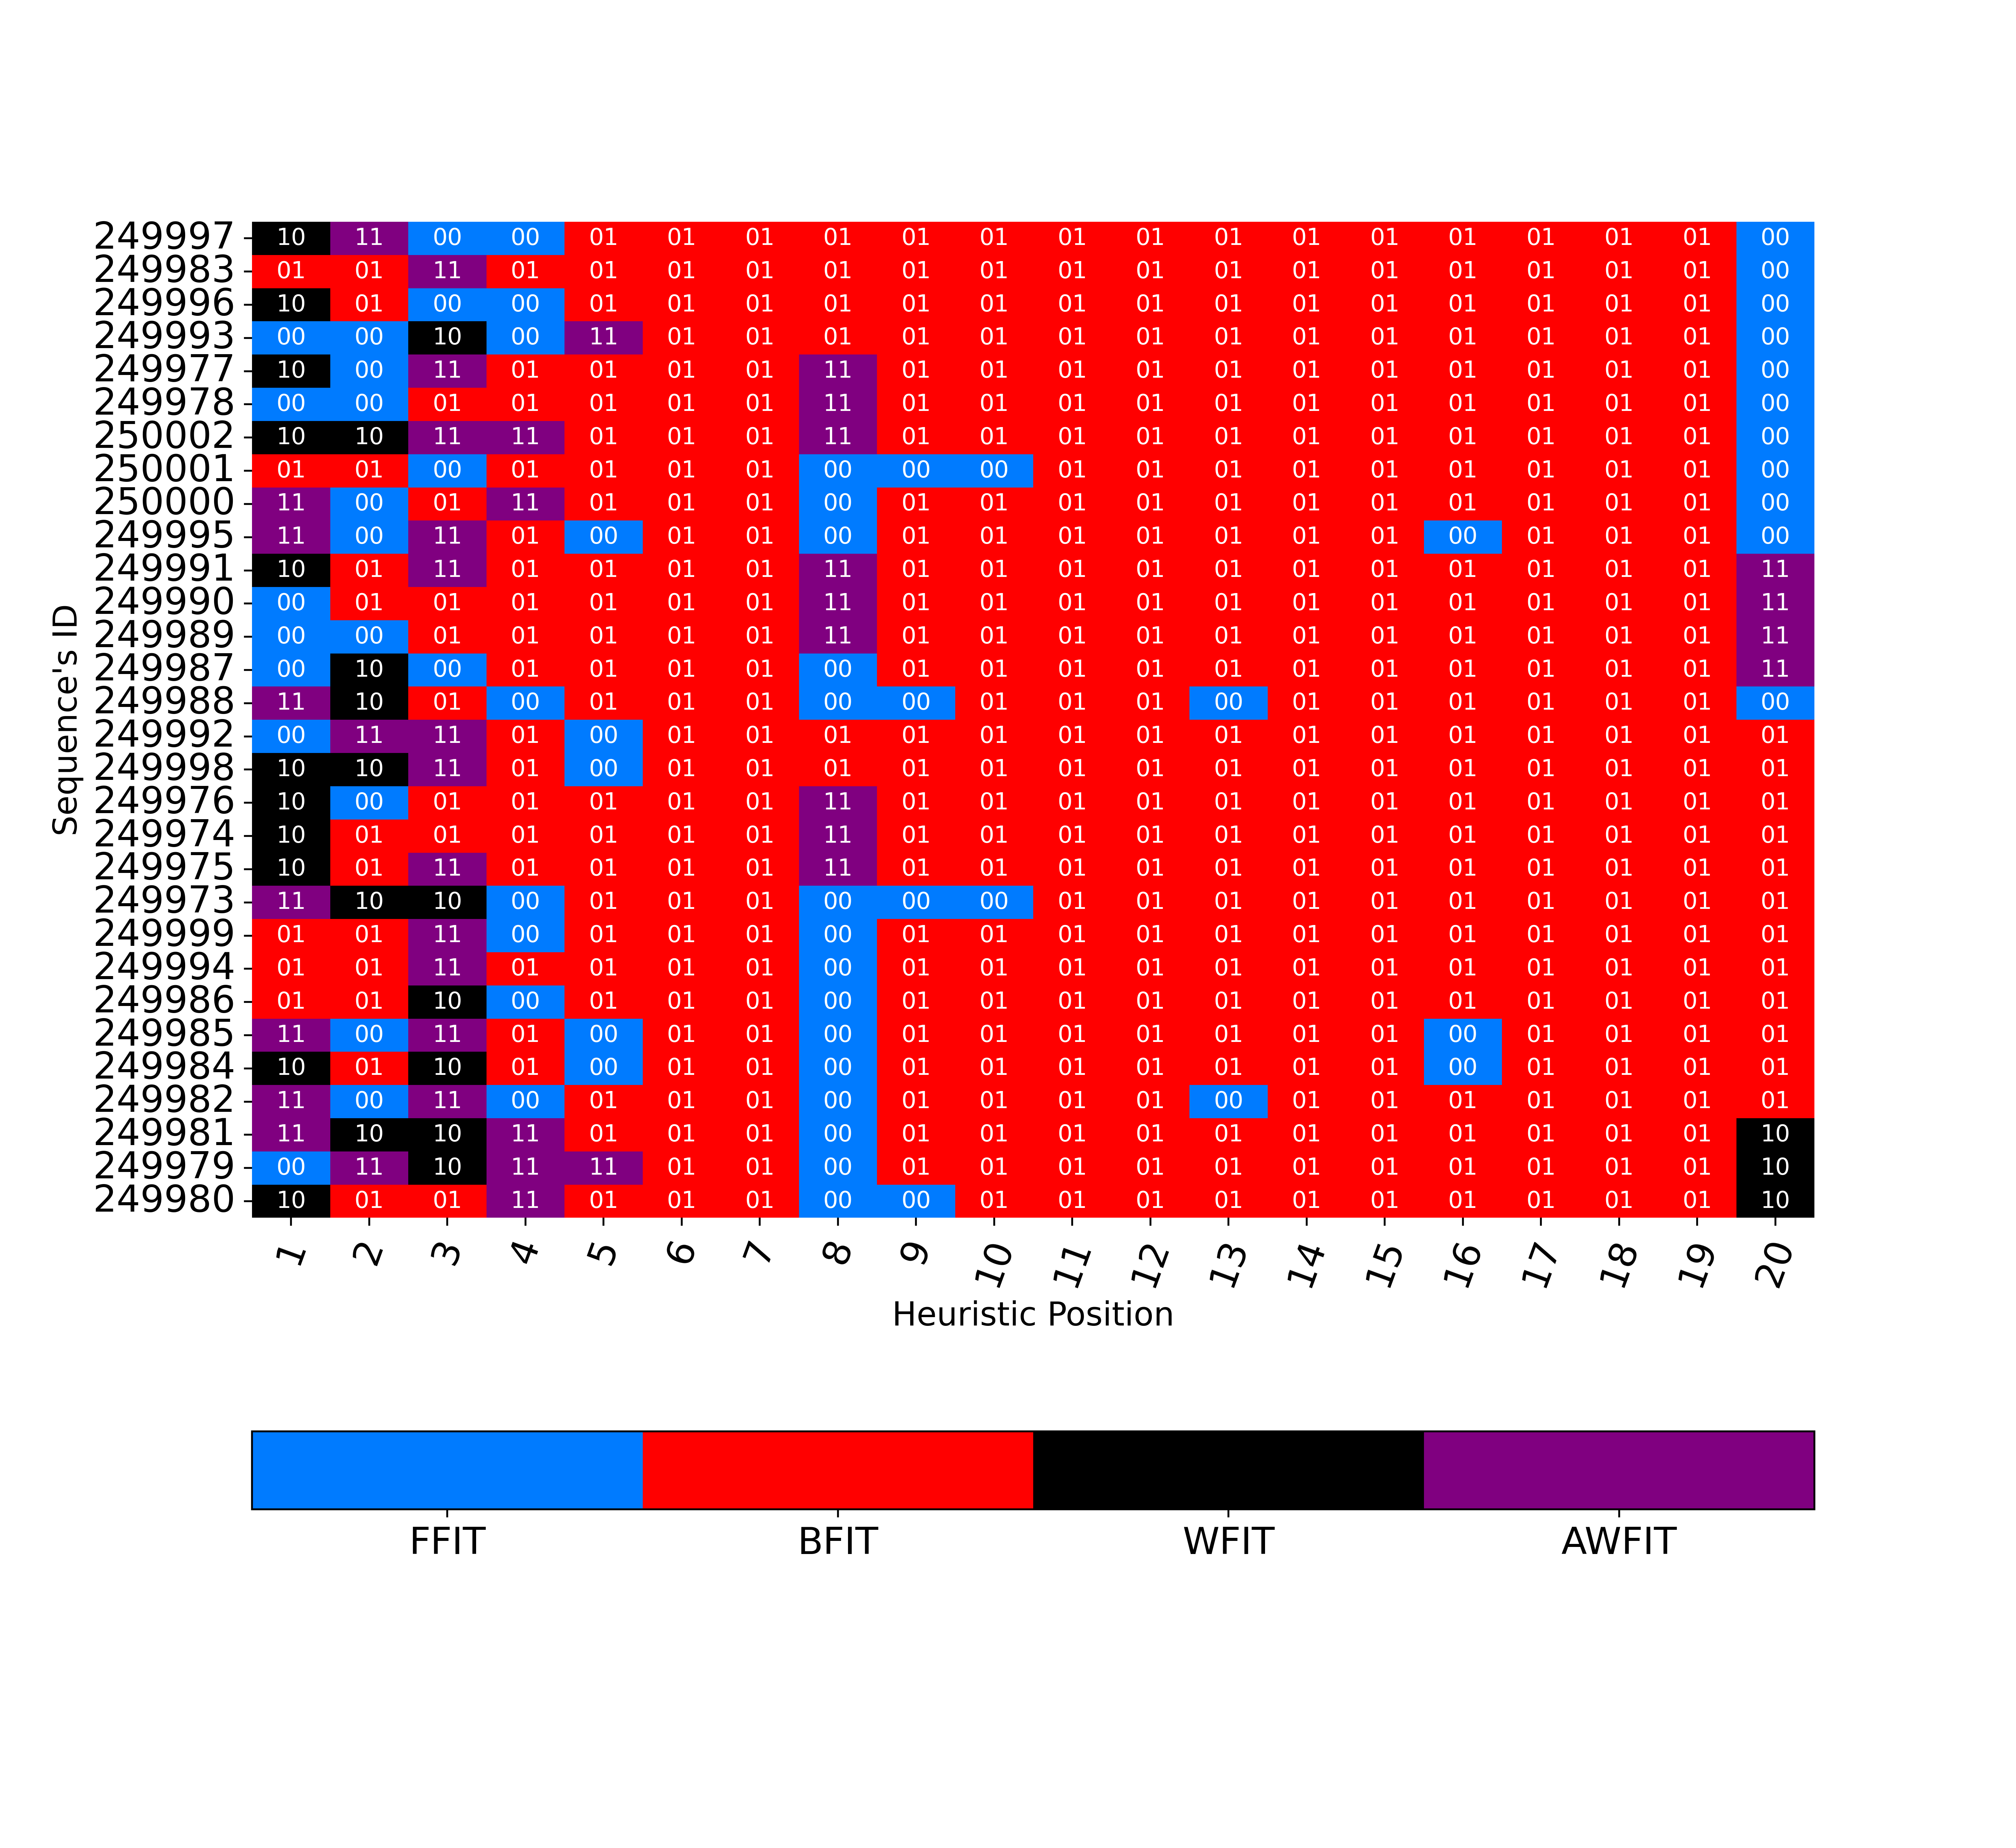 249997 10 11 00 00 01 01 01 01 01 01 01 01 01 01 01 01 01 01 01 00
249983 01 01 11 01 01 01 01 01 01 01 01 01 01 01 01 01 01 01 01 00
249996 10 01 00 00 01 01 01 01 01 01 01 01 01 01 01 01 01 01 01 00
249993 00 00 10 00 11 01 01 01 01 01 01 01 01 01 01 01 01 01 01 00
249977 10 00 11 01 01 01 01 11 01 01 01 01 01 01 01 01 01 01 01 00
249978 00 00 01 01 01 01 01 11 01 01 01 01 01 01 01 01 01 01 01 00
250002 10 10 11 11 01 01 01 11 01 01 01 01 01 01 01 01 01 01 01 00
250001 01 01 00 01 01 01 01 00 00 00 01 01 01 01 01 01 01 01 01 00
250000 11 00 01 11 01 01 01 00 01 01 01 01 01 01 01 01 01 01 01 00
249995 11 00 11 01 00 01 01 00 01 01 01 01 01 01 01 00 01 01 01 00
249991 10 01 11 01 01 01 01 11 01 01 01 01 01 01 01 01 01 01 01 11
249990 00 01 01 01 01 01 01 11 01 01 01 01 01 01 01 01 01 01 01 11
249989 00 00 01 01 01 01 01 11 01 01 01 01 01 01 01 01 01 01 01 11
249987 00 10 00 01 01 01 01 00 01 01 01 01 01 01 01 01 01 01 01 11
249988 11 10 01 00 01 01 01 00 00 01 01 01 00 01 01 01 01 01 01 00
249992 00 11 11 01 00 01 01 01 01 01 01 01 01 01 01 01 01 01 01 01
249998 10 10 11 01 00 01 01 01 01 01 01 01 01 01 01 01 01 01 01 01
249976 10 00 01 01 01 01 01 11 01 01 01 01 01 01 01 01 01 01 01 01
249974 10 01 01 01 01 01 01 11 01 01 01 01 01 01 01 01 01 01 01 01
249975 10 01 11 01 01 01 01 11 01 01 01 01 01 01 01 01 01 01 01 01
249973 11 10 10 00 01 01 01 00 00 00 01 01 01 01 01 01 01 01 01 01
249999 01 01 11 00 01 01 01 00 01 01 01 01 01 01 01 01 01 01 01 01
249994 01 01 11 01 01 01 01 00 01 01 01 01 01 01 01 01 01 01 01 01
249986 01 01 10 00 01 01 01 00 01 01 01 01 01 01 01 01 01 01 01 01
249985 11 00 11 01 00 01 01 00 01 01 01 01 01 01 01 00 01 01 01 01
249984 10 01 10 01 00 01 01 00 01 01 01 01 01 01 01 00 01 01 01 01
249982 11 00 11 00 01 01 01 00 01 01 01 01 00 01 01 01 01 01 01 01
249981 11 10 10 11 01 01 01 00 01 01 01 01 01 01 01 01 01 01 01 10
249979 00 11 10 11 11 01 01 00 01 01 01 01 01 01 01 01 01 01 01 10
249980 10 01 01 11 01 01 01 00 00 01 01 01 01 01 01 01 01 01 01 10
Sequence's ID
1 2 3 4 5 6 7 8 9 10 11 12 13 14 15 16 17 18 19 20
Heuristic Position
FFIT BFIT WFIT AWFIT